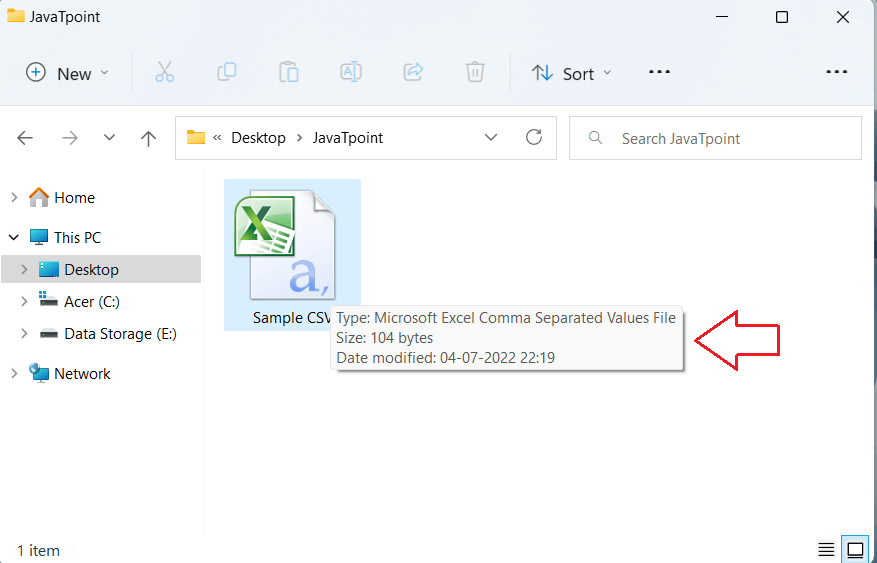 JavaTpoint
New
Sort
« Desktop > JavaTpoint
Search JavaTpoint
Home
This PC
Desktop
Acer (C:)
Data Storage (E:)
Network
a,
Sample CSV
Type: Microsoft Excel Comma Separated Values File
Size: 104 bytes
Date modified: 04-07-2022 22:19
1 item